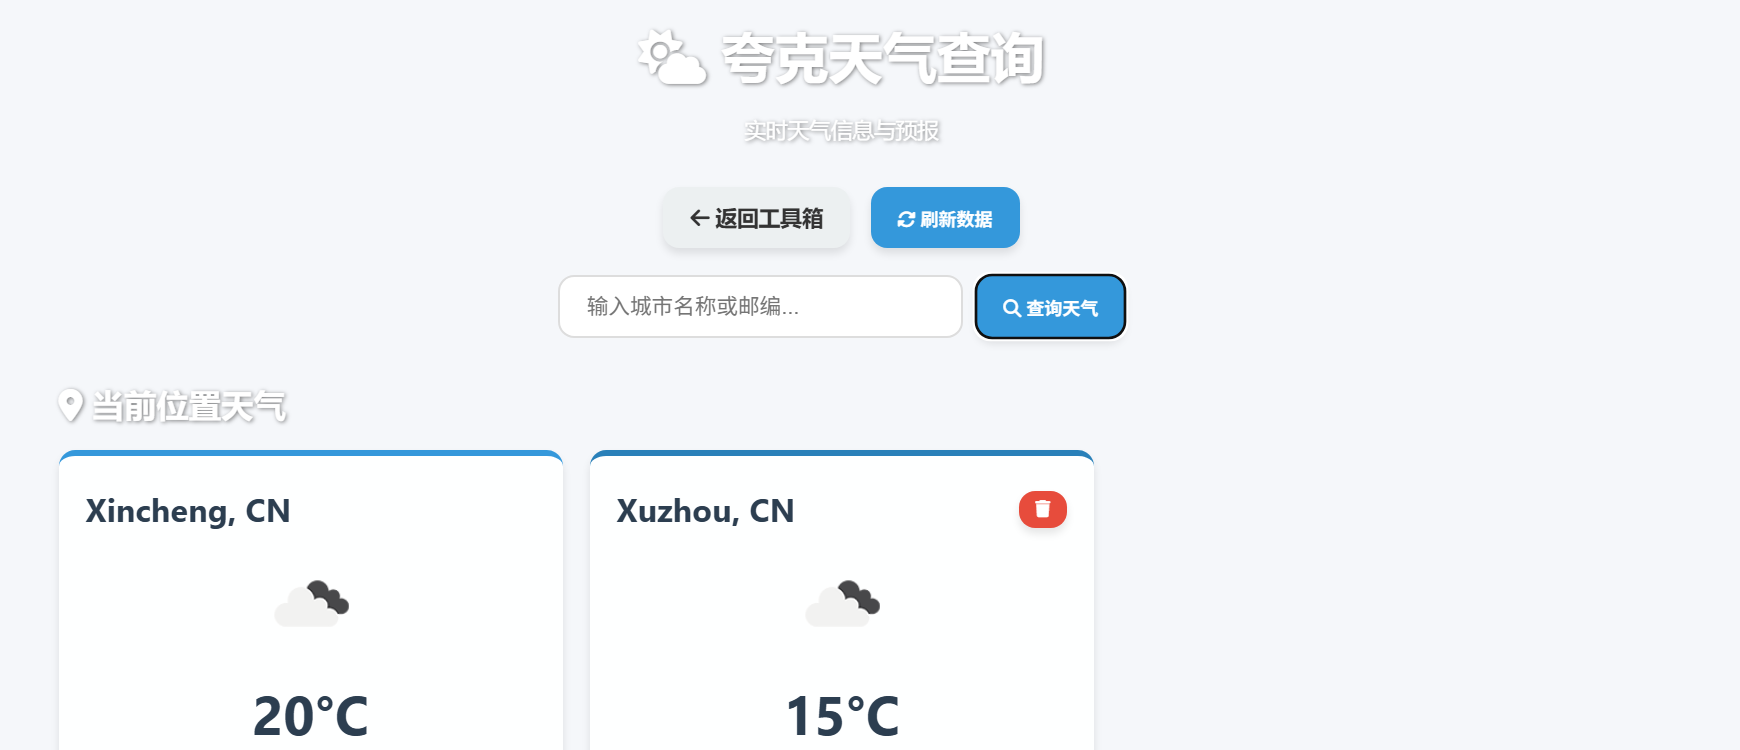 夸克天气查询
实时天气信息与预报
返回工具箱
刷新数据
输入城市名称或邮编...
查询天气
当前位置天气
Xincheng, CN
Xuzhou, CN
20°C
15°C